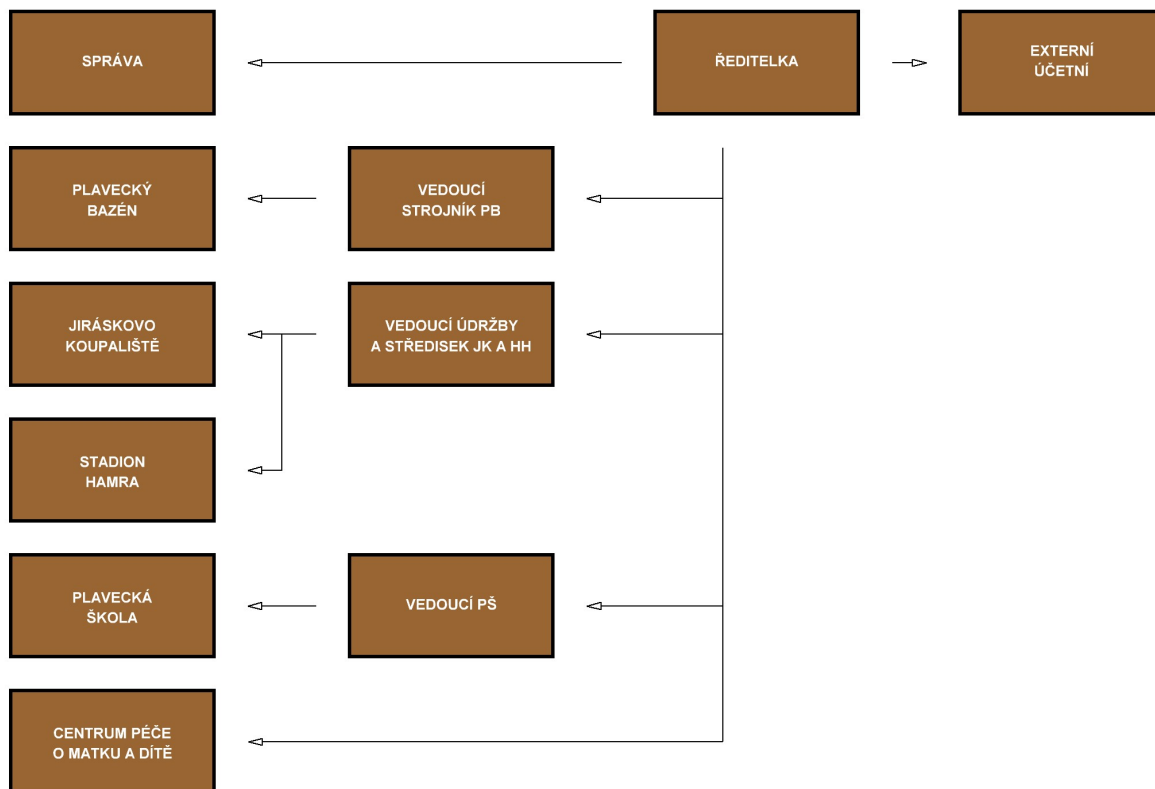 SPRÁVA
ŘEDITELKA
EXTERNÍ
ÚČETNÍ
PLAVECKÝ
BAZÉN
VEDOUCÍ
STROJNÍK PB
JIRÁSKOVO
KOUPALIŠTĚ
VEDOUCÍ ÚDRŽBY
A STŘEDISEK JK A HH
STADION
HAMRA
PLAVECKÁ
ŠKOLA
VEDOUCÍ PŠ
CENTRUM PÉČE
O MATKU A DÍTĚ